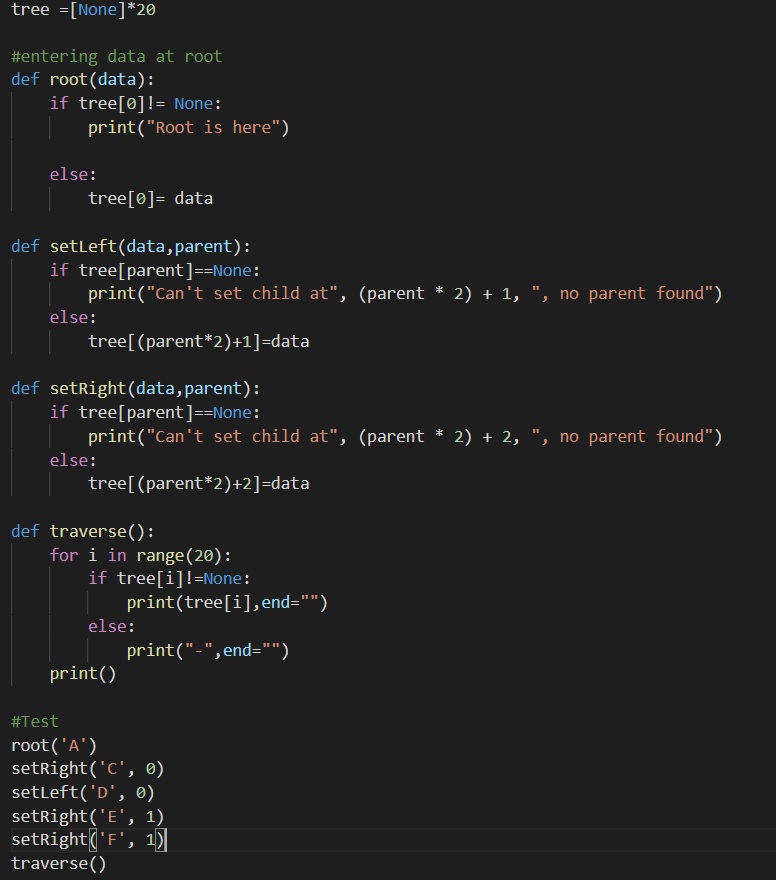 tree =[None]*20
#entering data at root
def root(data):
    if tree[0]!= None:
        print("Root is here")
    else:
        tree[0]= data
def setLeft(data,parent):
    if tree[parent]==None:
        print("Can't set child at", (parent * 2) + 1, ", no parent found")
    else:
        tree[(parent*2)+1]=data
def setRight(data,parent):
    if tree[parent]==None:
        print("Can't set child at", (parent * 2) + 2, ", no parent found")
    else:
        tree[(parent*2)+2]=data
def traverse():
    for i in range(20):
        if tree[i]!=None:
            print(tree[i],end="")
        else:
            print("-",end="")
    print()
#Test
root('A')
setRight('C', 0)
setLeft('D', 0)
setRight('E', 1)
setRight('F', 1)
traverse()